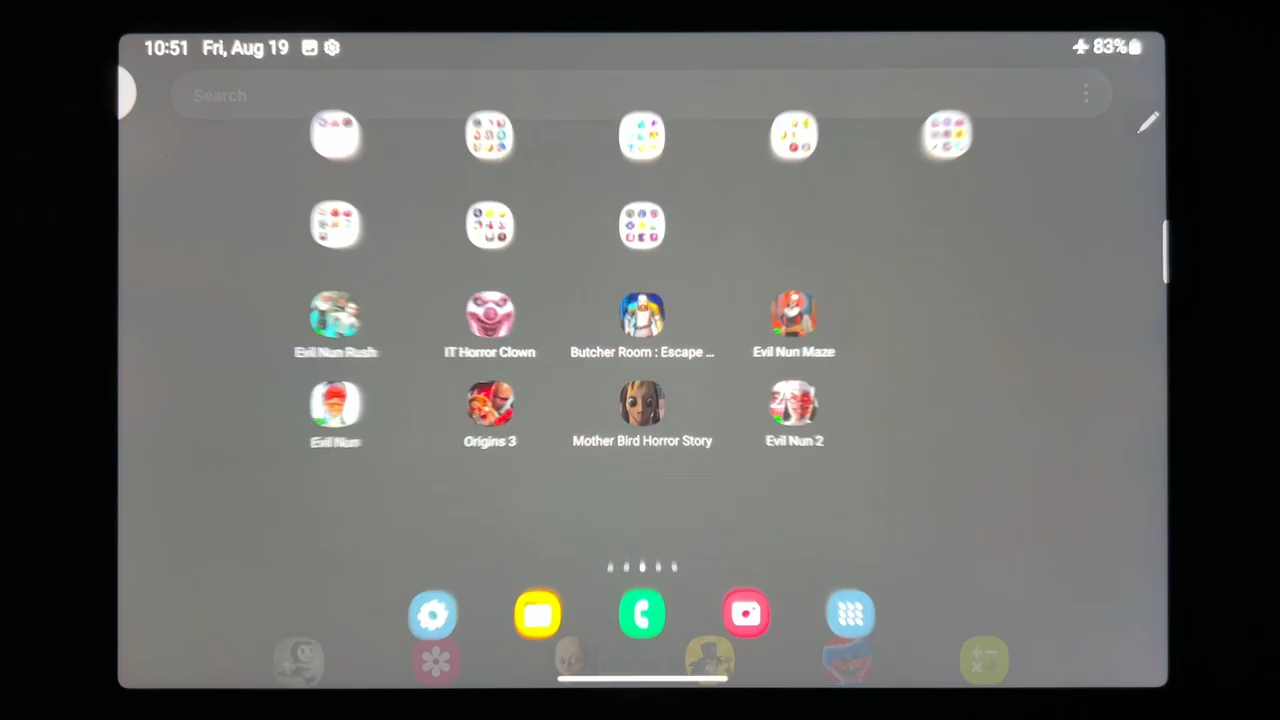 10:51 Fri, Aug 19 83%
Search
Evil Nun Rush IT Horror Clown Butcher Room : Escape ... Evil Nun Maze
Evil Nun Origins 3 Mother Bird Horror Story Evil Nun 2